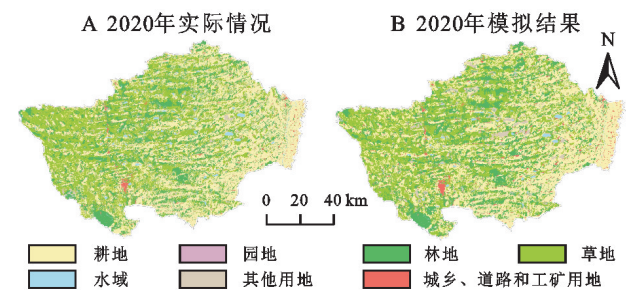 A 2020年实际情况
B 2020年模拟结果
N
0 20 40 km
耕地 园地 林地 草地
水域 其他用地 城乡、道路和工矿用地